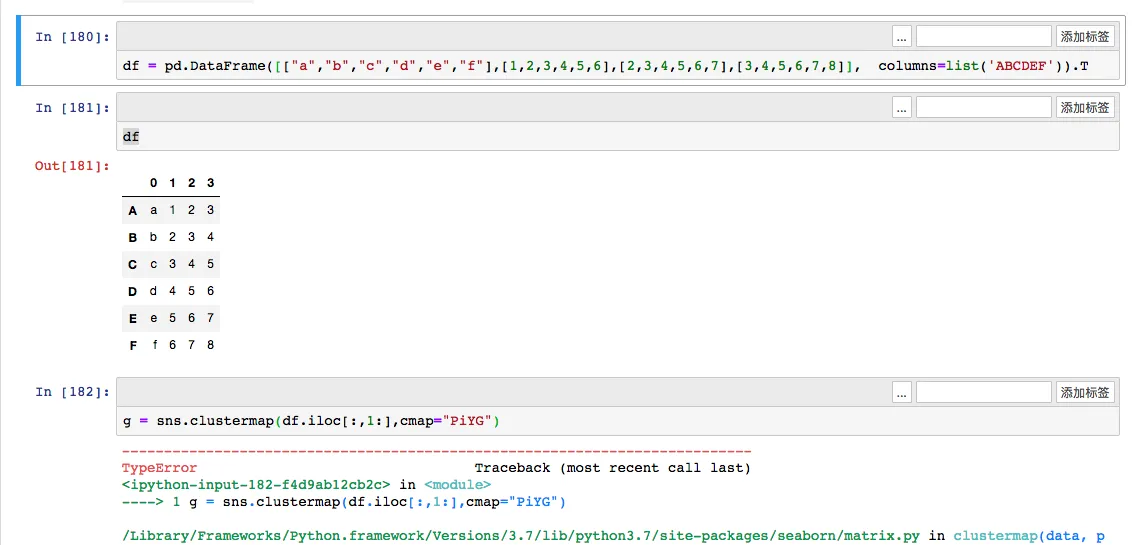 In [180]:
... 添加标签
df = pd.DataFrame([["a","b","c","d","e","f"],[1,2,3,4,5,6],[2,3,4,5,6,7],[3,4,5,6,7,8]],  columns=list('ABCDEF')).T
In [181]:
... 添加标签
df
Out[181]:
0 1 2 3
A a 1 2 3
B b 2 3 4
C c 3 4 5
D d 4 5 6
E e 5 6 7
F f 6 7 8
In [182]:
... 添加标签
g = sns.clustermap(df.iloc[:,1:],cmap="PiYG")
---------------------------------------------------------------------------
TypeError                                 Traceback (most recent call last)
<ipython-input-182-f4d9ab12cb2c> in <module>
----> 1 g = sns.clustermap(df.iloc[:,1:],cmap="PiYG")
/Library/Frameworks/Python.framework/Versions/3.7/lib/python3.7/site-packages/seaborn/matrix.py in clustermap(data, p